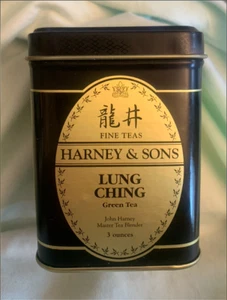 龍井
FINE TEAS
HARNEY & SONS
LUNG
CHING
Green Tea
John Harney
Master Tea Blender
3 ounces